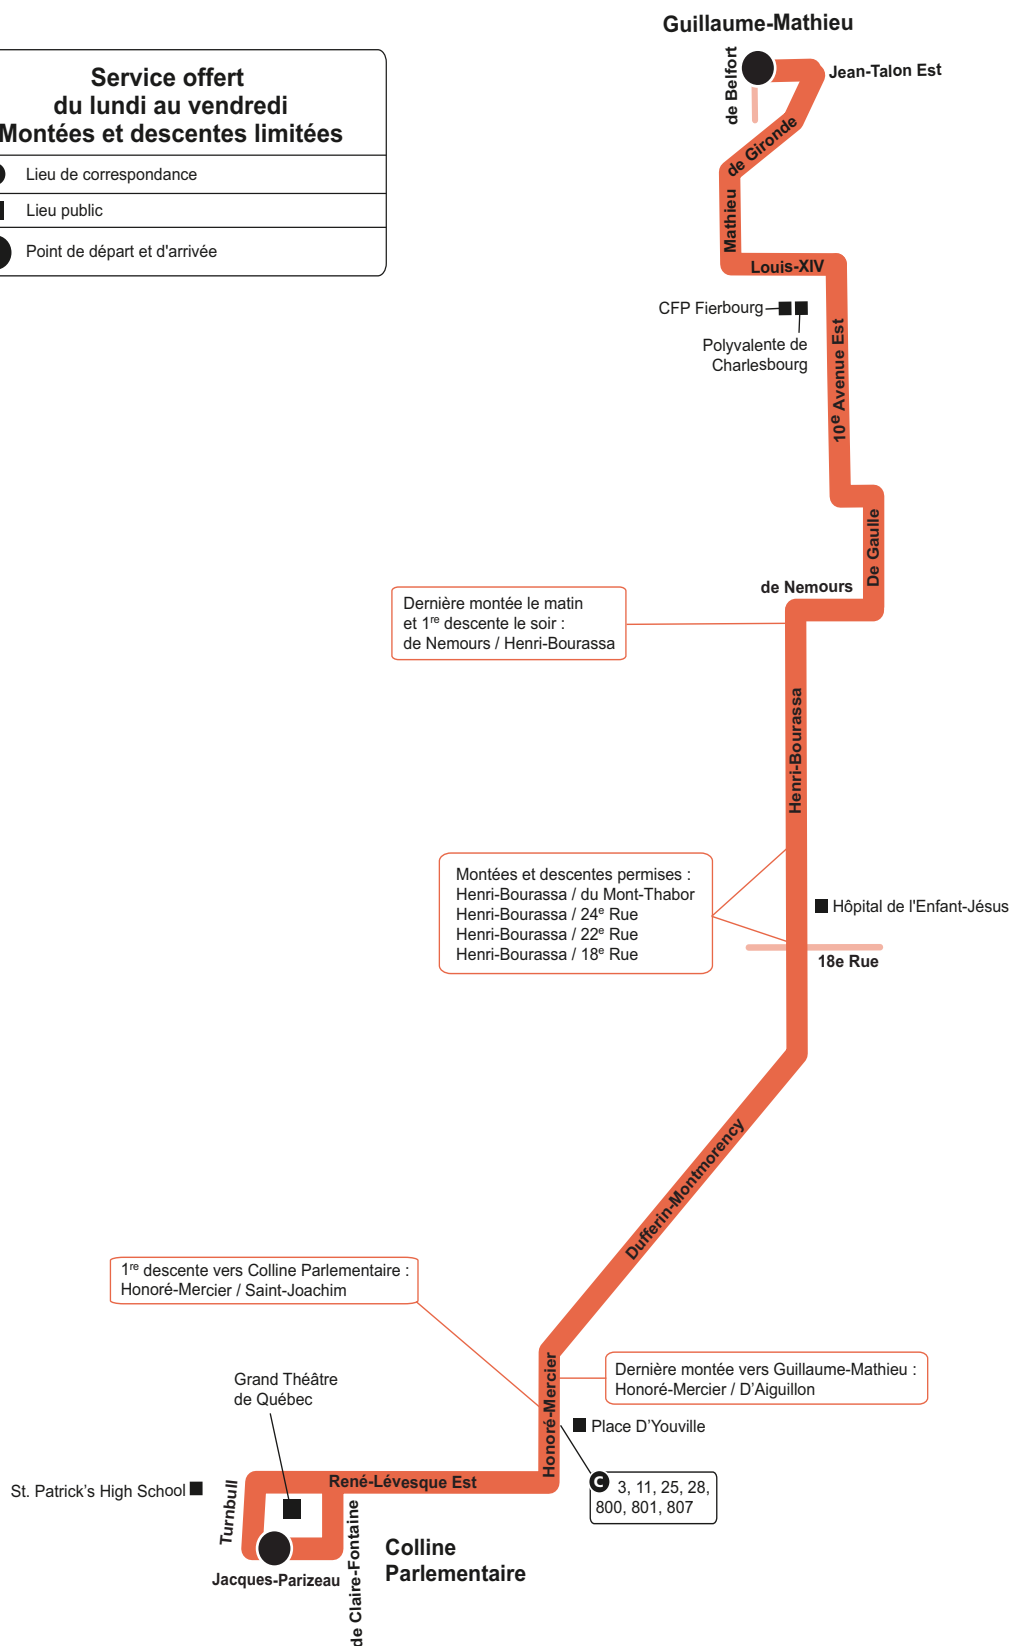 Guillaume-Mathieu
de Belfort
Jean-Talon Est
Service offert
du lundi au vendredi
Montées et descentes limitées
Lieu de correspondance
Lieu public
Point de départ et d'arrivée
de Gironde
Mathieu
Louis-XIV
CFP Fierbourg
Polyvalente de
Charlesbourg
10e Avenue Est
De Gaulle
de Nemours
Dernière montée le matin
et 1re descente le soir :
de Nemours / Henri-Bourassa
Henri-Bourassa
Montées et descentes permises :
Henri-Bourassa / du Mont-Thabor
Henri-Bourassa / 24e Rue
Henri-Bourassa / 22e Rue
Henri-Bourassa / 18e Rue
Hôpital de l'Enfant-Jésus
18e Rue
Dufferin-Montmorency
1re descente vers Colline Parlementaire :
Honoré-Mercier / Saint-Joachim
Dernière montée vers Guillaume-Mathieu :
Honoré-Mercier / D'Aiguillon
Honoré-Mercier
Grand Théâtre
de Québec
Place D'Youville
René-Lévesque Est
St. Patrick's High School
C 3, 11, 25, 28,
800, 801, 807
Turnbull
Colline
Parlementaire
Jacques-Parizeau
de Claire-Fontaine